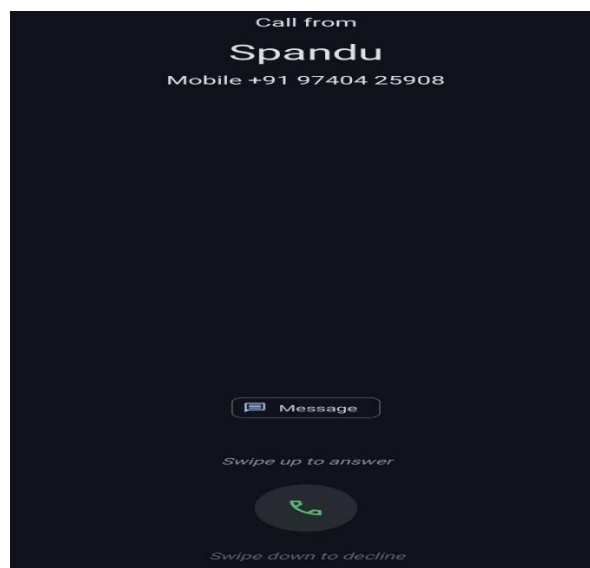 Call from
Spandu
Mobile +91 97404 25908
Message
Swipe up to answer
Swipe down to decline